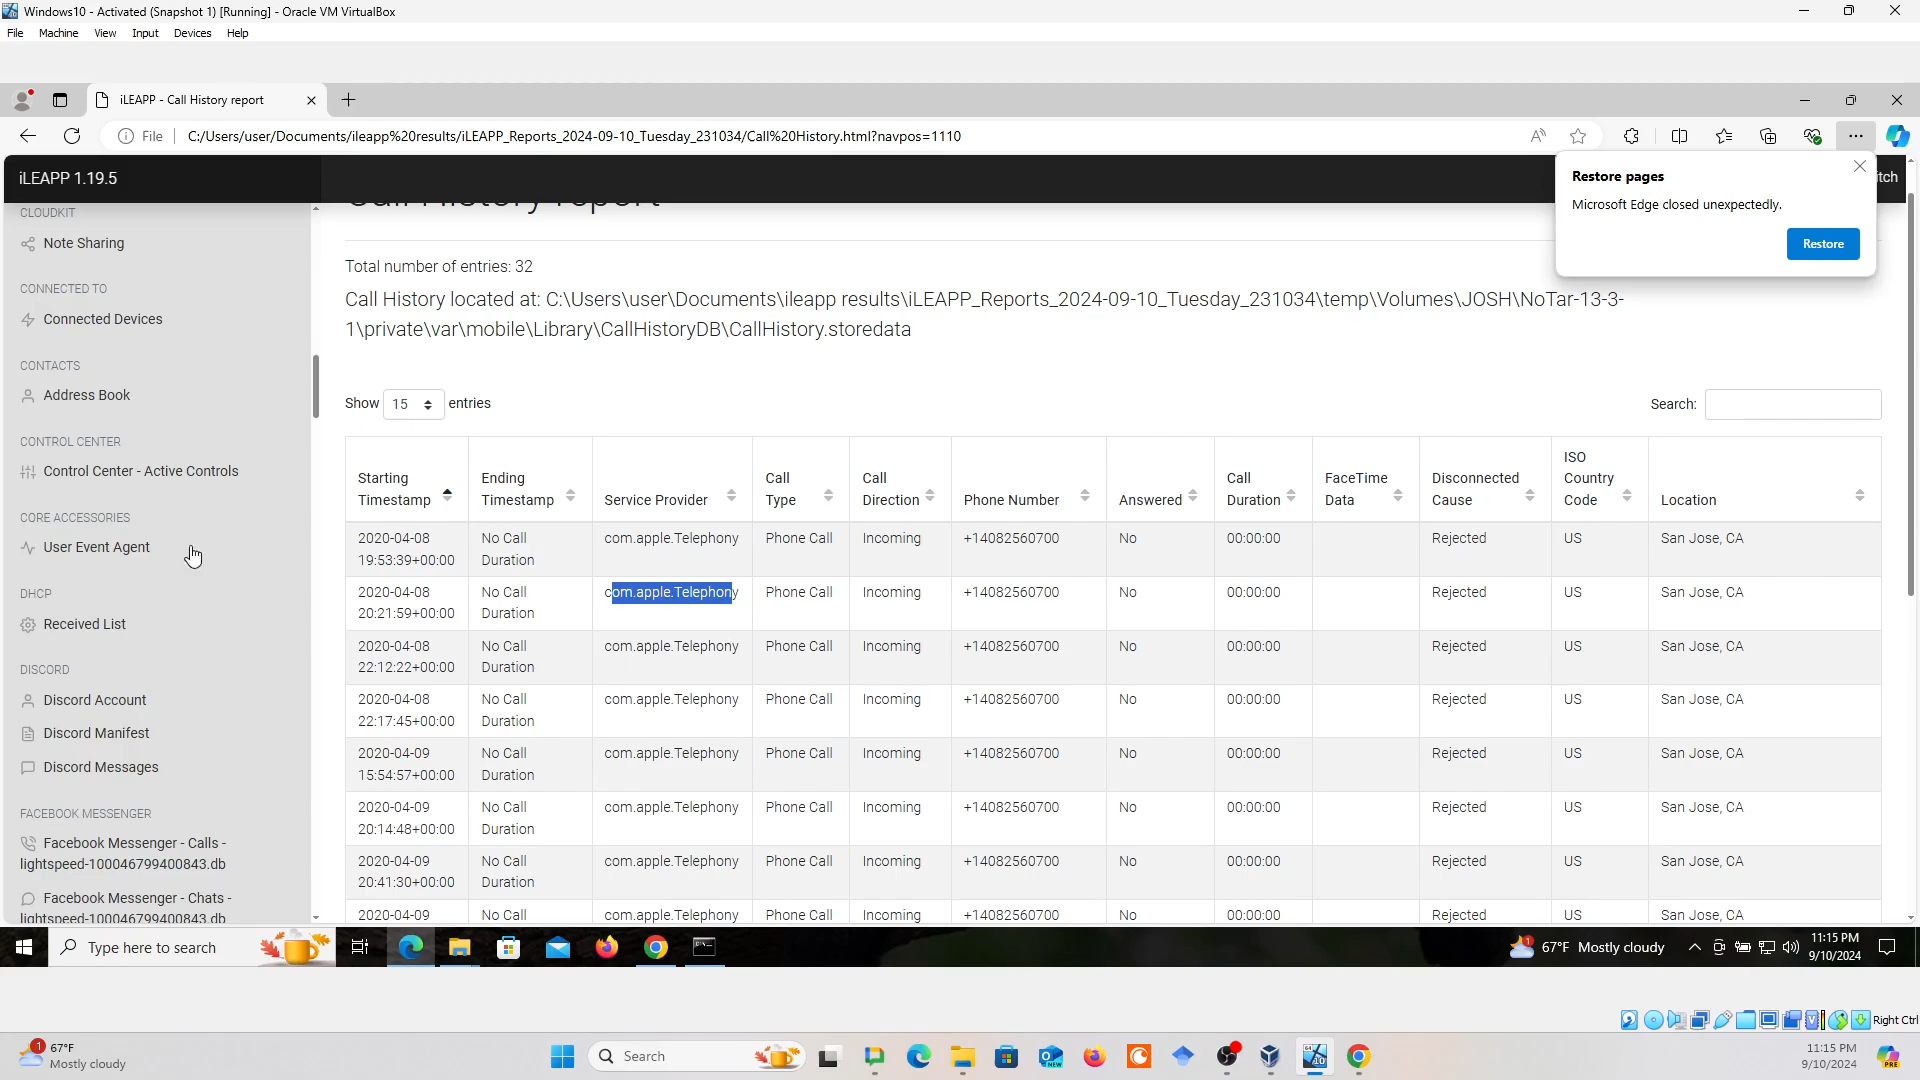 Windows10 - Activated (Snapshot 1) [Running] - Oracle VM VirtualBox
File Machine View Input Devices Help
iLEAPP - Call History report
File C:/Users/user/Documents/ileapp%20results/iLEAPP_Reports_2024-09-10_Tuesday_231034/Call%20History.html?navpos=1110
iLEAPP 1.19.5
itch
Restore pages
Microsoft Edge closed unexpectedly.
Restore
CLOUDKIT
Note Sharing
CONNECTED TO
Connected Devices
CONTACTS
Address Book
CONTROL CENTER
Control Center - Active Controls
CORE ACCESSORIES
User Event Agent
DHCP
Received List
DISCORD
Discord Account
Discord Manifest
Discord Messages
FACEBOOK MESSENGER
Facebook Messenger - Calls -
lightspeed-100046799400843.db
Facebook Messenger - Chats -
lightspeed-100046799400843.db
Call History report
Total number of entries: 32
Call History located at: C:\Users\user\Documents\ileapp results\iLEAPP_Reports_2024-09-10_Tuesday_231034\temp\Volumes\JOSH\NoTar-13-3-
1\private\var\mobile\Library\CallHistoryDB\CallHistory.storedata
Show 15 entries
Search:
Starting Timestamp Ending Timestamp Service Provider Call Type Call Direction Phone Number Answered Call Duration FaceTime Data Disconnected Cause ISO Country Code Location
2020-04-08 19:53:39+00:00 No Call Duration com.apple.Telephony Phone Call Incoming +14082560700 No 00:00:00 Rejected US San Jose, CA
2020-04-08 20:21:59+00:00 No Call Duration com.apple.Telephony Phone Call Incoming +14082560700 No 00:00:00 Rejected US San Jose, CA
2020-04-08 22:12:22+00:00 No Call Duration com.apple.Telephony Phone Call Incoming +14082560700 No 00:00:00 Rejected US San Jose, CA
2020-04-08 22:17:45+00:00 No Call Duration com.apple.Telephony Phone Call Incoming +14082560700 No 00:00:00 Rejected US San Jose, CA
2020-04-09 15:54:57+00:00 No Call Duration com.apple.Telephony Phone Call Incoming +14082560700 No 00:00:00 Rejected US San Jose, CA
2020-04-09 20:14:48+00:00 No Call Duration com.apple.Telephony Phone Call Incoming +14082560700 No 00:00:00 Rejected US San Jose, CA
2020-04-09 20:41:30+00:00 No Call Duration com.apple.Telephony Phone Call Incoming +14082560700 No 00:00:00 Rejected US San Jose, CA
2020-04-09 No Call com.apple.Telephony Phone Call Incoming +14082560700 No 00:00:00 Rejected US San Jose, CA
Type here to search
67°F Mostly cloudy
11:15 PM
9/10/2024
Right Ctrl
67°F
Mostly cloudy
Search
11:15 PM
9/10/2024